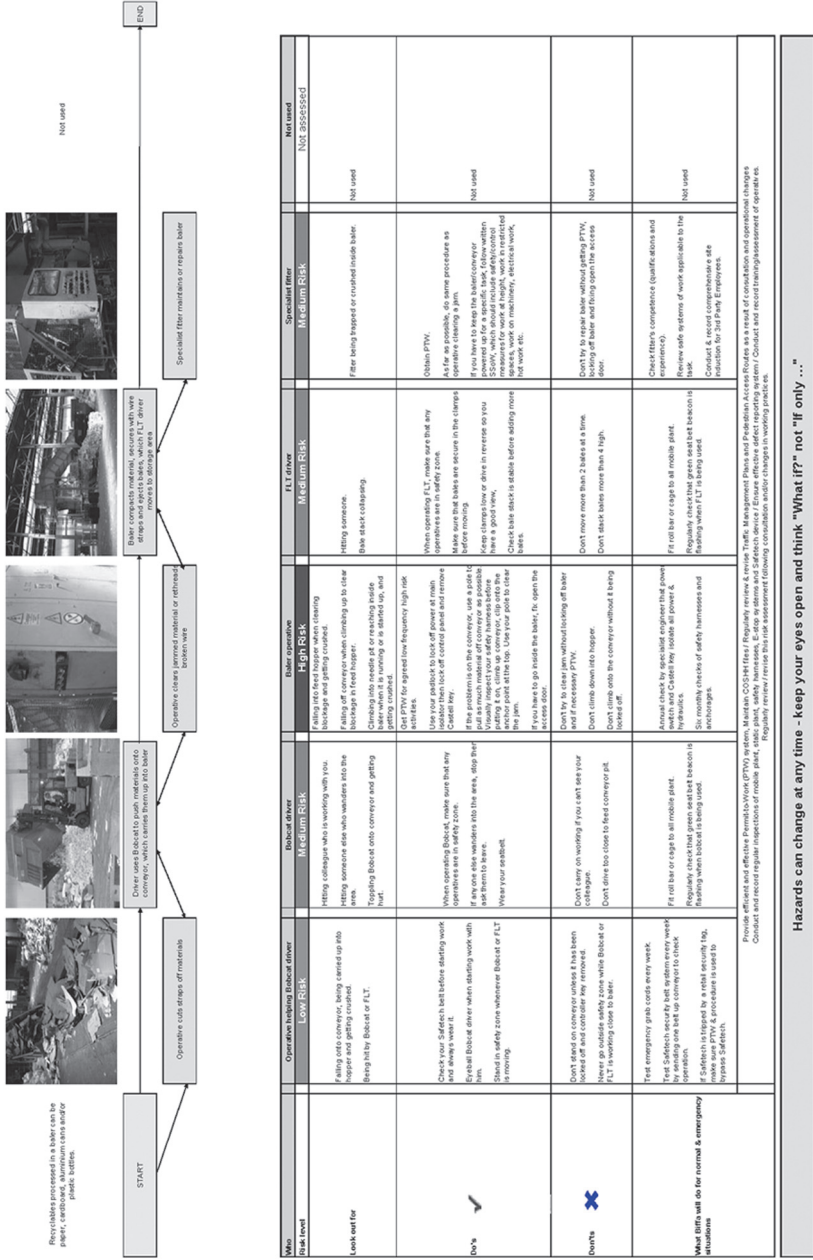 Recyclables processed in a baler can be
paper, cardboard, aluminium cans and/or
plastic bottles.
Not used
START
Driver uses Bobcat to push materials onto
conveyor, which carries them up into baler
Baler compacts material, secures with wire
straps and ejects bales, which FLT driver
moves to storage area
END
Operative cuts straps off materials
Operative clears jammed material or rethreads
broken wire
Specialist fitter maintains or repairs baler
Who
Operative helping Bobcat driver
Bobcat driver
Baler operative
FLT driver
Specialist fitter
Not used
Risk level
Low Risk
Medium Risk
High Risk
Medium Risk
Medium Risk
Not assessed
Look out for
Falling onto conveyor, being carried up into
hopper and getting crushed.
Being hit by Bobcat or FLT.
Hitting colleague who is working with you.
Hitting someone else who wanders into the
area.
Toppling Bobcat onto conveyor and getting
hurt.
Falling into feed hopper when clearing
blockage and getting crushed.
Falling off conveyor when climbing up to clear
blockage in feed hopper.
Climbing into needle pit or reaching inside
baler when it is running or is started up, and
getting crushed.
Hitting someone.
Bale stack collapsing.
Fitter being trapped or crushed inside baler.
Not used
Do's
Check your Safetech belt before starting work
and always wear it.
Eyeball Bobcat driver when starting work with
him.
Stand in safety zone whenever Bobcat or FLT
is moving.
When operating Bobcat, make sure that any
operatives are in safety zone.
If any one else wanders into the area, stop then
ask them to leave.
Wear your seatbelt.
Get PTW for agreed low frequency high risk
activities.
Use your padlock to lock off power at main
isolator then lock off control panel and remove
Castell key.
If the problem is on the conveyor, use a pole to
pull as much material off conveyor as possible.
Visually inspect your safety harness before
putting it on, climb up conveyor, clip onto the
anchor point at the top. Use your pole to clear
the jam.
If you have to go inside the baler, fix open the
access door.
When operating FLT, make sure that any
operatives are in safety zone.
Make sure that bales are secure in the clamps
before moving.
Keep clamps low or drive in reverse so you
have a good view,
Check bale stack is stable before adding more
bales.
Obtain PTW.
As far as possible, do same procedure as
operative clearing a jam
If you have to keep the baler/conveyor
powered up for a specific task, follow written
SSoW, which should include safety/control
measures for work at height, work in restricted
spaces, work on machinery, electrical work,
hot work etc.
Not used
Don'ts
Don't stand on conveyor unless it has been
locked off and controller key removed.
Never go outside safety zone while Bobcat or
FLT is working close to baler.
Don't carry on working if you can't see your
colleague.
Don't drive too close to feed conveyor pit.
Don't try to clear jam without locking off baler
and if necessary PTW.
Don't climb down into hopper.
Don't climb onto the conveyor without it being
locked off.
Don't move more than 2 bales at a time.
Don't stack bales more than 4 high.
Don't try to repair baler without getting PTW,
locking off baler and fixing open the access
door.
Not used
What Biffa will do for normal & emergency
situations
Test emergency grab cords every week.
Test Safetech security belt system every week
by sending one belt up conveyor to check
operation.
If Safetech is tripped by a retail security tag,
make sure PTW & procedure is used to
bypass Safetech.
Fit roll bar or cage to all mobile plant.
Regularly check that green seat belt beacon is
flashing when bobcat is being used.
Annual check by specialist engineer that power
switch and Castell key isolate all power &
hydraulics.
Six monthly checks of safety harnesses and
anchorages.
Fit roll bar or cage to all mobile plant.
Regularly check that green seat belt beacon is
flashing when FLT is being used.
Check fitter's competence (qualifications and
experience).
Review safe systems of work applicable to the
task.
Conduct & record comprehensive site
induction for 3rd Party Employees.
Not used
Provide efficient and effective Permit-to-Work (PTW) system, Maintain COSHH files / Regularly review & revise Traffic Management Plans and Pedestrian Access Routes as a result of consultation and operational changes
Conduct and record regular inspections of mobile plant, static plant, safety harnesses, E-stop systems and Safetech device / Ensure effective defect reporting system / Conduct and record training/assessment of operatives.
Regularly review / revise this risk assessment following consultation and/or changes in working practices.
Hazards can change at any time - keep your eyes open and think "What if?" not "If only ..."